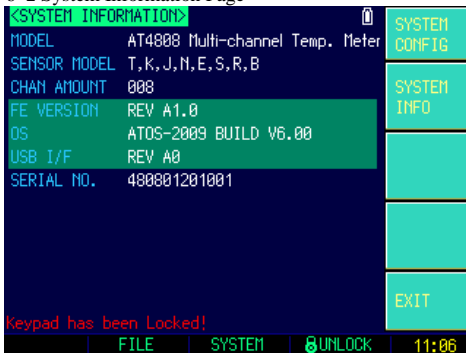 <SYSTEM INFORMATION>
MODEL AT4808 Multi-channel Temp. Meter
SENSOR MODEL T,K,J,N,E,S,R,B
CHAN AMOUNT 008
FE VERSION REV A1.0
OS ATOS-2009 BUILD V6.00
USB I/F REV A0
SERIAL NO. 480801201001
Keypad has been Locked!
SYSTEM
CONFIG
SYSTEM
INFO
EXIT
FILE SYSTEM UNLOCK 11:06